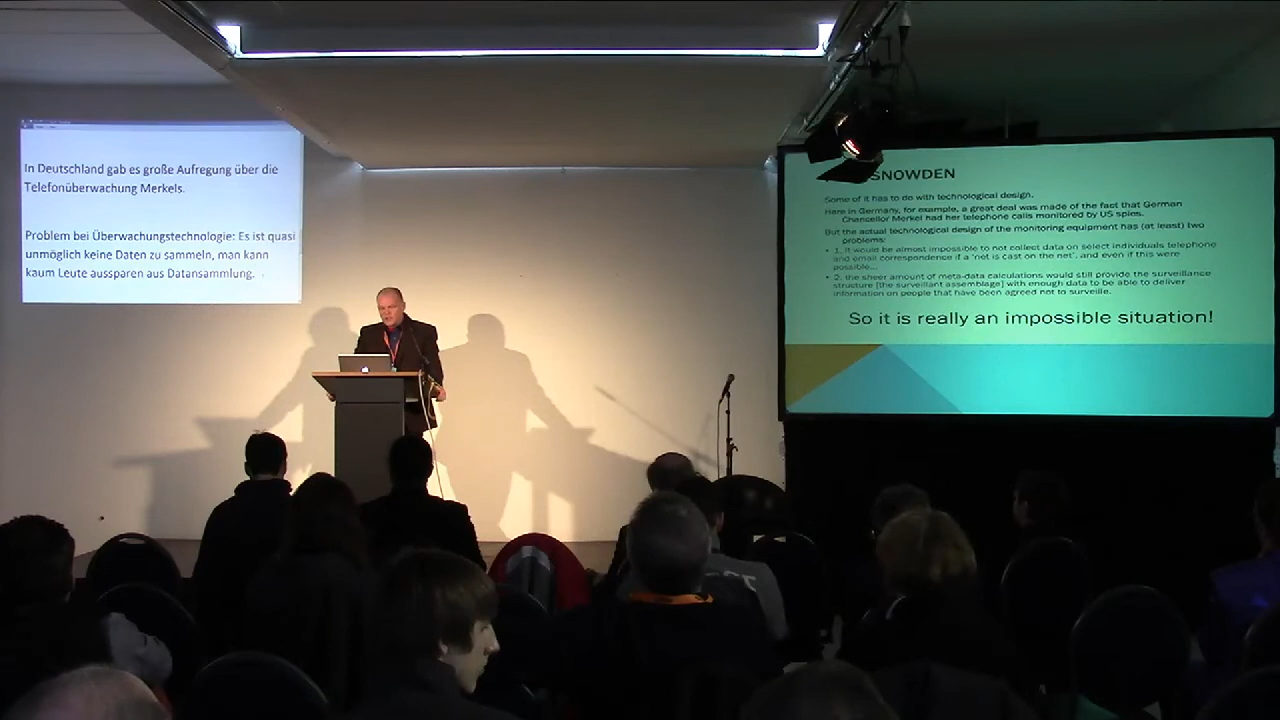 In Deutschland gab es große Aufregung über die
Telefonüberwachung Merkels.
Problem bei Überwachungstechnologie: Es ist quasi
unmöglich keine Daten zu sammeln, man kann
kaum Leute aussparen aus Datansammlung.
SNOWDEN
Some of it has to do with technological design.
Here in Germany, for example, a great deal was made of the fact that German
Chancellor Merkel had her telephone calls monitored by US spies.
But the actual technological design of the monitoring equipment has (at least) two
problems:
• 1. it would be almost impossible to not collect data on select individuals telephone
and email correspondence if a 'net is cast on the net', and even if this were
possible...
• 2. the sheer amount of meta-data calculations would still provide the surveillance
structure [the surveillant assemblage] with enough data to be able to deliver
information on people that have been agreed not to surveille.
So it is really an impossible situation!